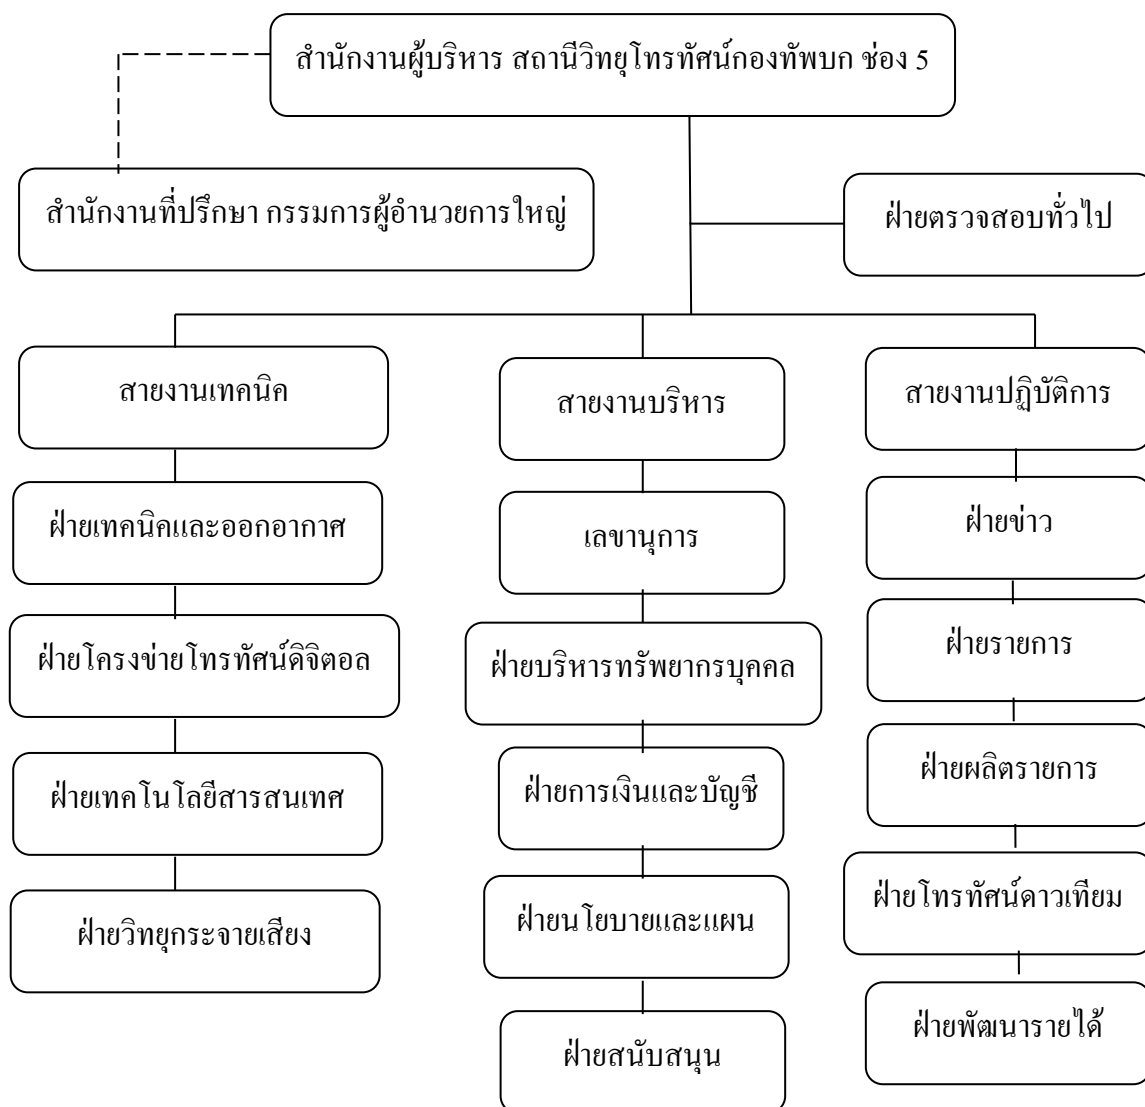 สำนักงานผู้บริหาร สถานีวิทยุโทรทัศน์กองทัพบก ช่อง 5
สำนักงานที่ปรึกษา กรรมการผู้อำนวยการใหญ่
ฝ่ายตรวจสอบทั่วไป
สายงานเทคนิค
สายงานบริหาร
สายงานปฏิบัติการ
ฝ่ายเทคนิคและออกอากาศ
เลขานุการ
ฝ่ายข่าว
ฝ่ายโครงข่ายโทรทัศน์ดิจิตอล
ฝ่ายบริหารทรัพยากรบุคคล
ฝ่ายรายการ
ฝ่ายเทคโนโลยีสารสนเทศ
ฝ่ายการเงินและบัญชี
ฝ่ายผลิตรายการ
ฝ่ายวิทยุกระจายเสียง
ฝ่ายนโยบายและแผน
ฝ่ายโทรทัศน์ดาวเทียม
ฝ่ายสนับสนุน
ฝ่ายพัฒนารายได้